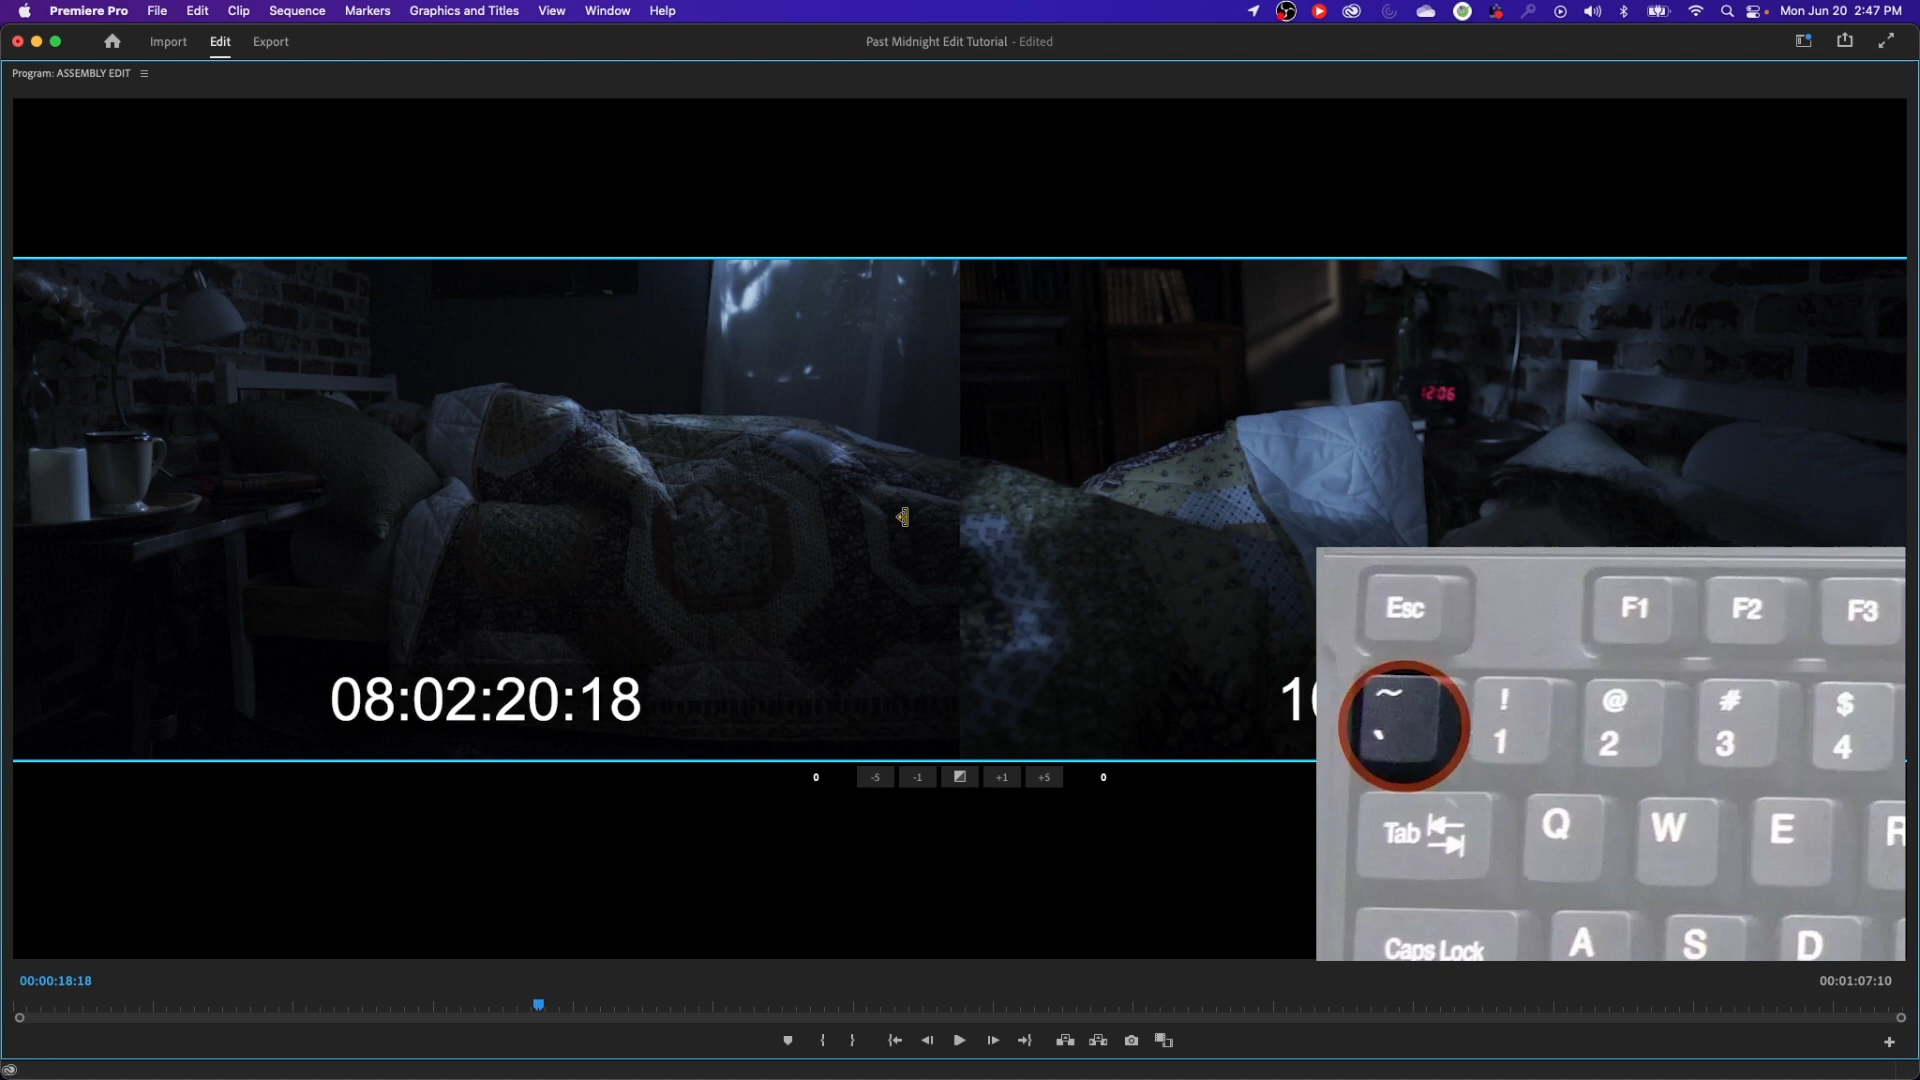 Premiere Pro File Edit Clip Sequence Markers Graphics and Titles View Window Help Mon Jun 20 2:47 PM
Import Edit Export Past Midnight Edit Tutorial - Edited
Program: ASSEMBLY EDIT
12:06
08:02:20:18
0 -5 -1 +1 +5 0
Esc F1 F2 F3
~ ! @ # $
` 1 2 3 4
Tab Q W E R
Caps Lock A S D
00:00:18:18 00:01:07:10